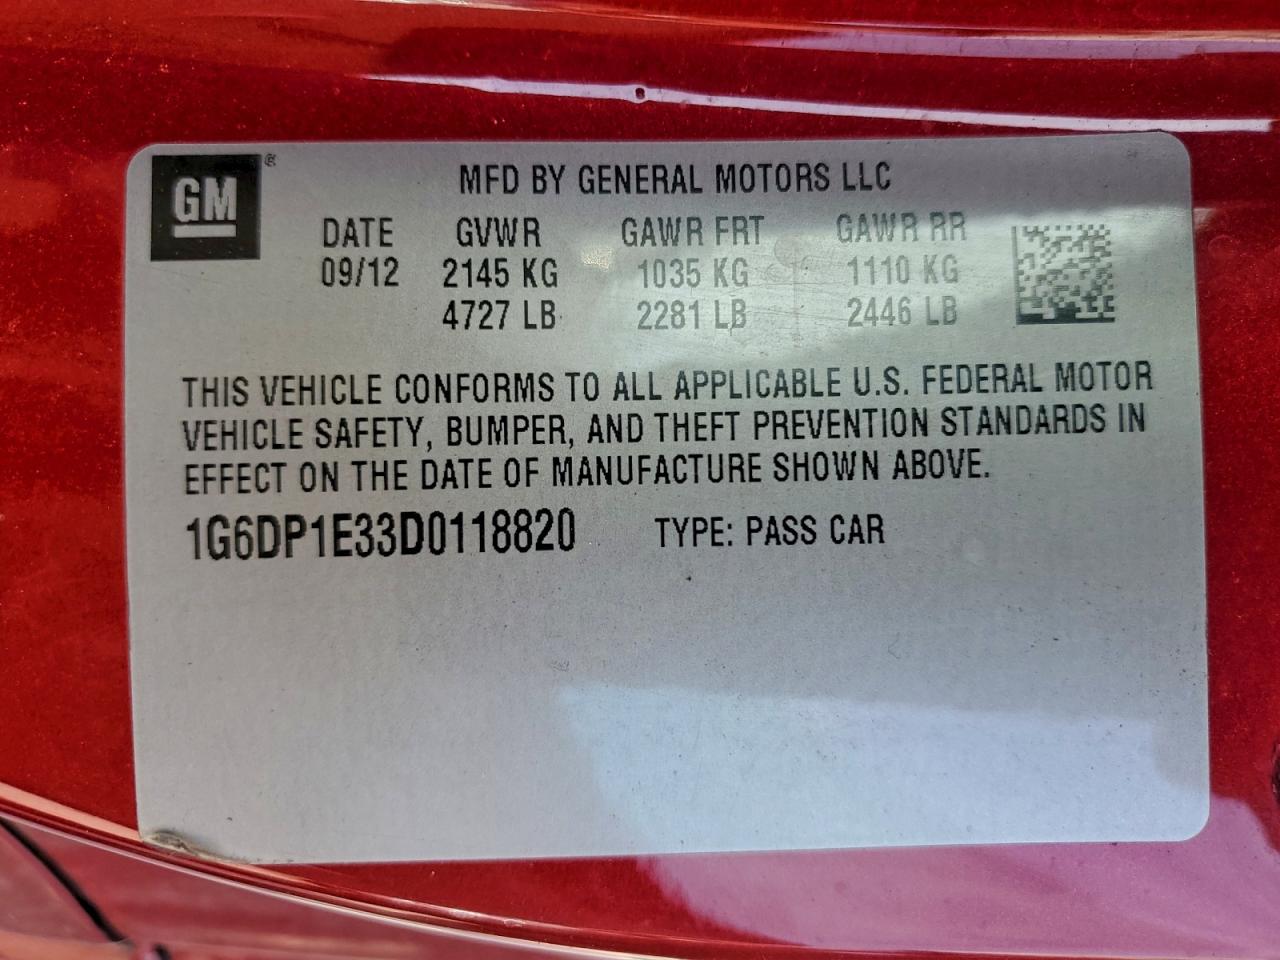 GM ®
MFD BY GENERAL MOTORS LLC
DATE GVWR GAWR FRT GAWR RR
09/12 2145 KG 1035 KG 1110 KG
4727 LB 2281 LB 2446 LB
THIS VEHICLE CONFORMS TO ALL APPLICABLE U.S. FEDERAL MOTOR
VEHICLE SAFETY, BUMPER, AND THEFT PREVENTION STANDARDS IN
EFFECT ON THE DATE OF MANUFACTURE SHOWN ABOVE.
1G6DP1E33D0118820 TYPE: PASS CAR